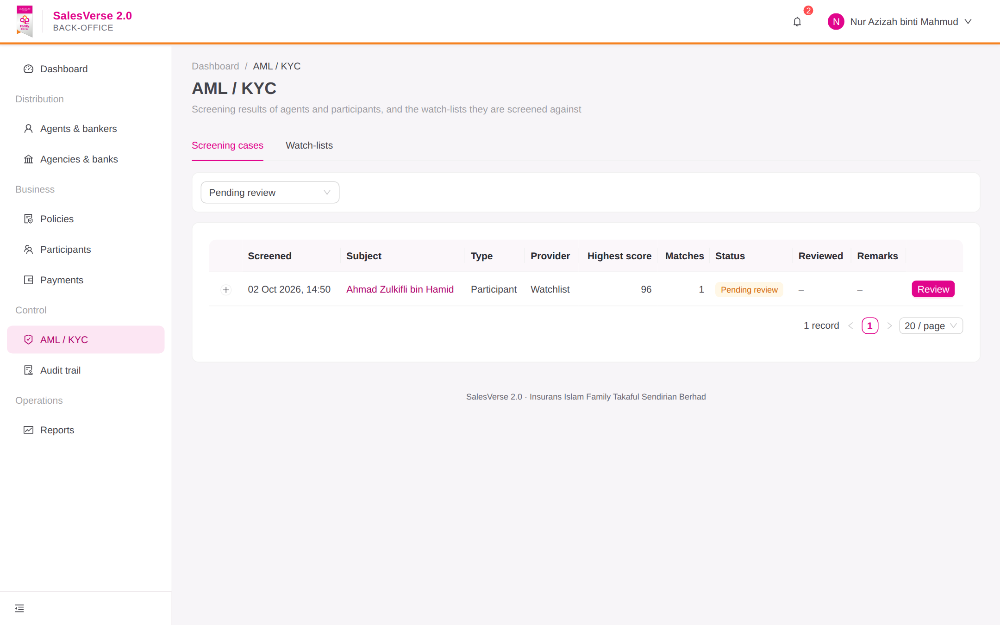 INSURANS
ISLAM
Family
Takaful
SalesVerse 2.0
BACK-OFFICE
2
N
Nur Azizah binti Mahmud
Dashboard
Distribution
Agents & bankers
Agencies & banks
Business
Policies
Participants
Payments
Control
AML / KYC
Audit trail
Operations
Reports
Dashboard / AML / KYC
AML / KYC
Screening results of agents and participants, and the watch-lists they are screened against
Screening cases Watch-lists
Pending review
Screened Subject Type Provider Highest score Matches Status Reviewed Remarks
02 Oct 2026, 14:50 Ahmad Zulkifli bin Hamid Participant Watchlist 96 1 Pending review – – Review
1 record 1 20 / page
SalesVerse 2.0 · Insurans Islam Family Takaful Sendirian Berhad